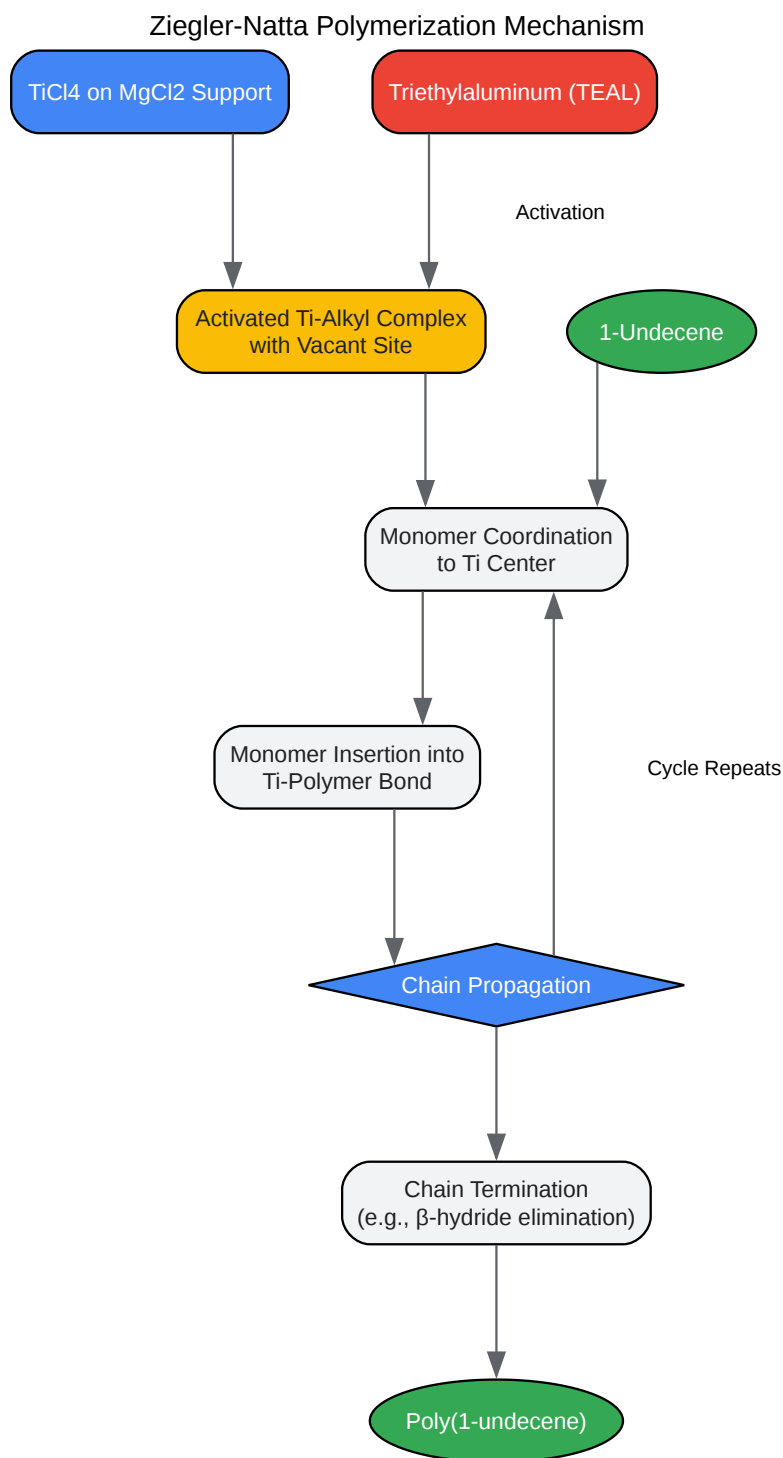 Ziegler-Natta Polymerization Mechanism
TiCl4 on MgCl2 Support
Triethylaluminum (TEAL)
Activation
Activated Ti-Alkyl Complex
with Vacant Site
1-Undecene
Monomer Coordination
to Ti Center
Monomer Insertion into
Ti-Polymer Bond
Cycle Repeats
Chain Propagation
Chain Termination
(e.g., β-hydride elimination)
Poly(1-undecene)